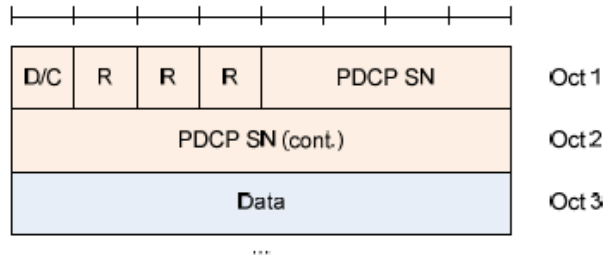 D/C R R R PDCP SN Oct 1
PDCP SN (cont.) Oct 2
Data Oct 3
...